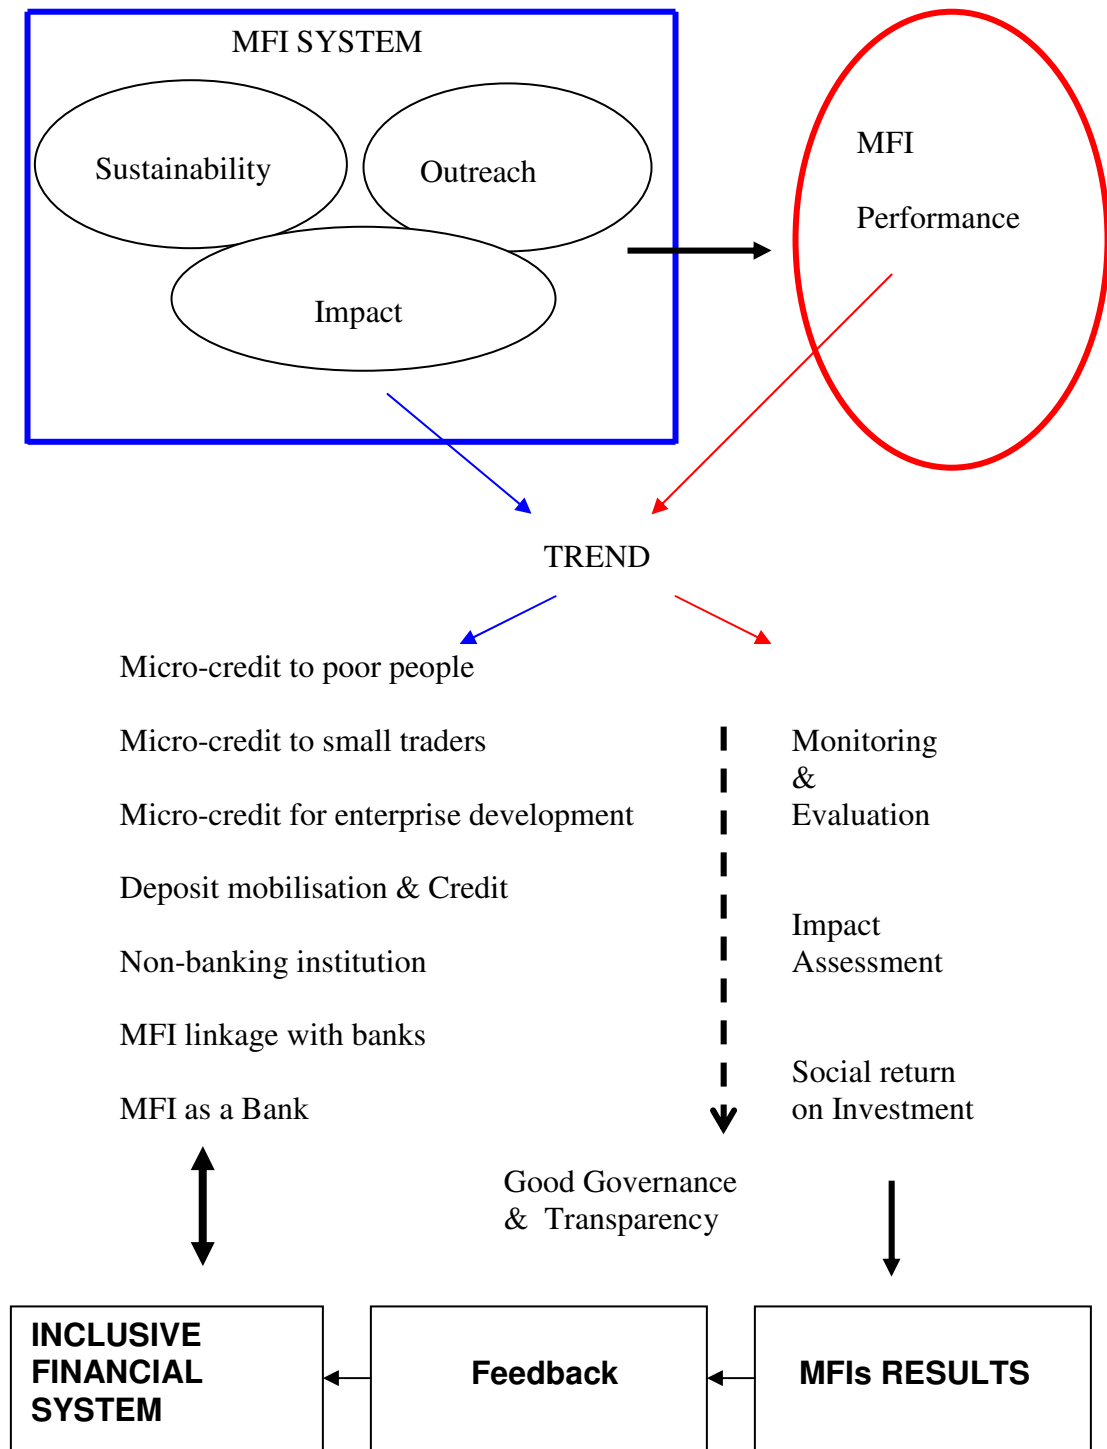 MFI SYSTEM
Sustainability
Outreach
Impact
MFI
Performance
TREND
Micro-credit to poor people
Micro-credit to small traders
Micro-credit for enterprise development
Deposit mobilisation & Credit
Non-banking institution
MFI linkage with banks
MFI as a Bank
Monitoring
&
Evaluation
Impact
Assessment
Social return
on Investment
Good Governance
& Transparency
INCLUSIVE
FINANCIAL
SYSTEM
Feedback
MFIs RESULTS